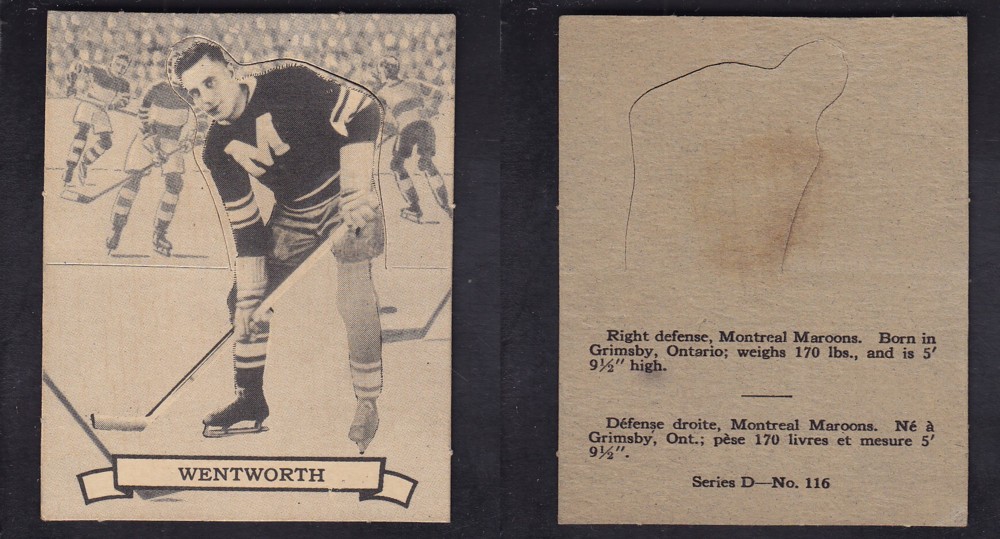 M
WENTWORTH
Right defense, Montreal Maroons. Born in
Grimsby, Ontario; weighs 170 lbs., and is 5'
9½" high.
Défense droite, Montreal Maroons. Né à
Grimsby, Ont.; pèse 170 livres et mesure 5'
9½".
Series D—No. 116